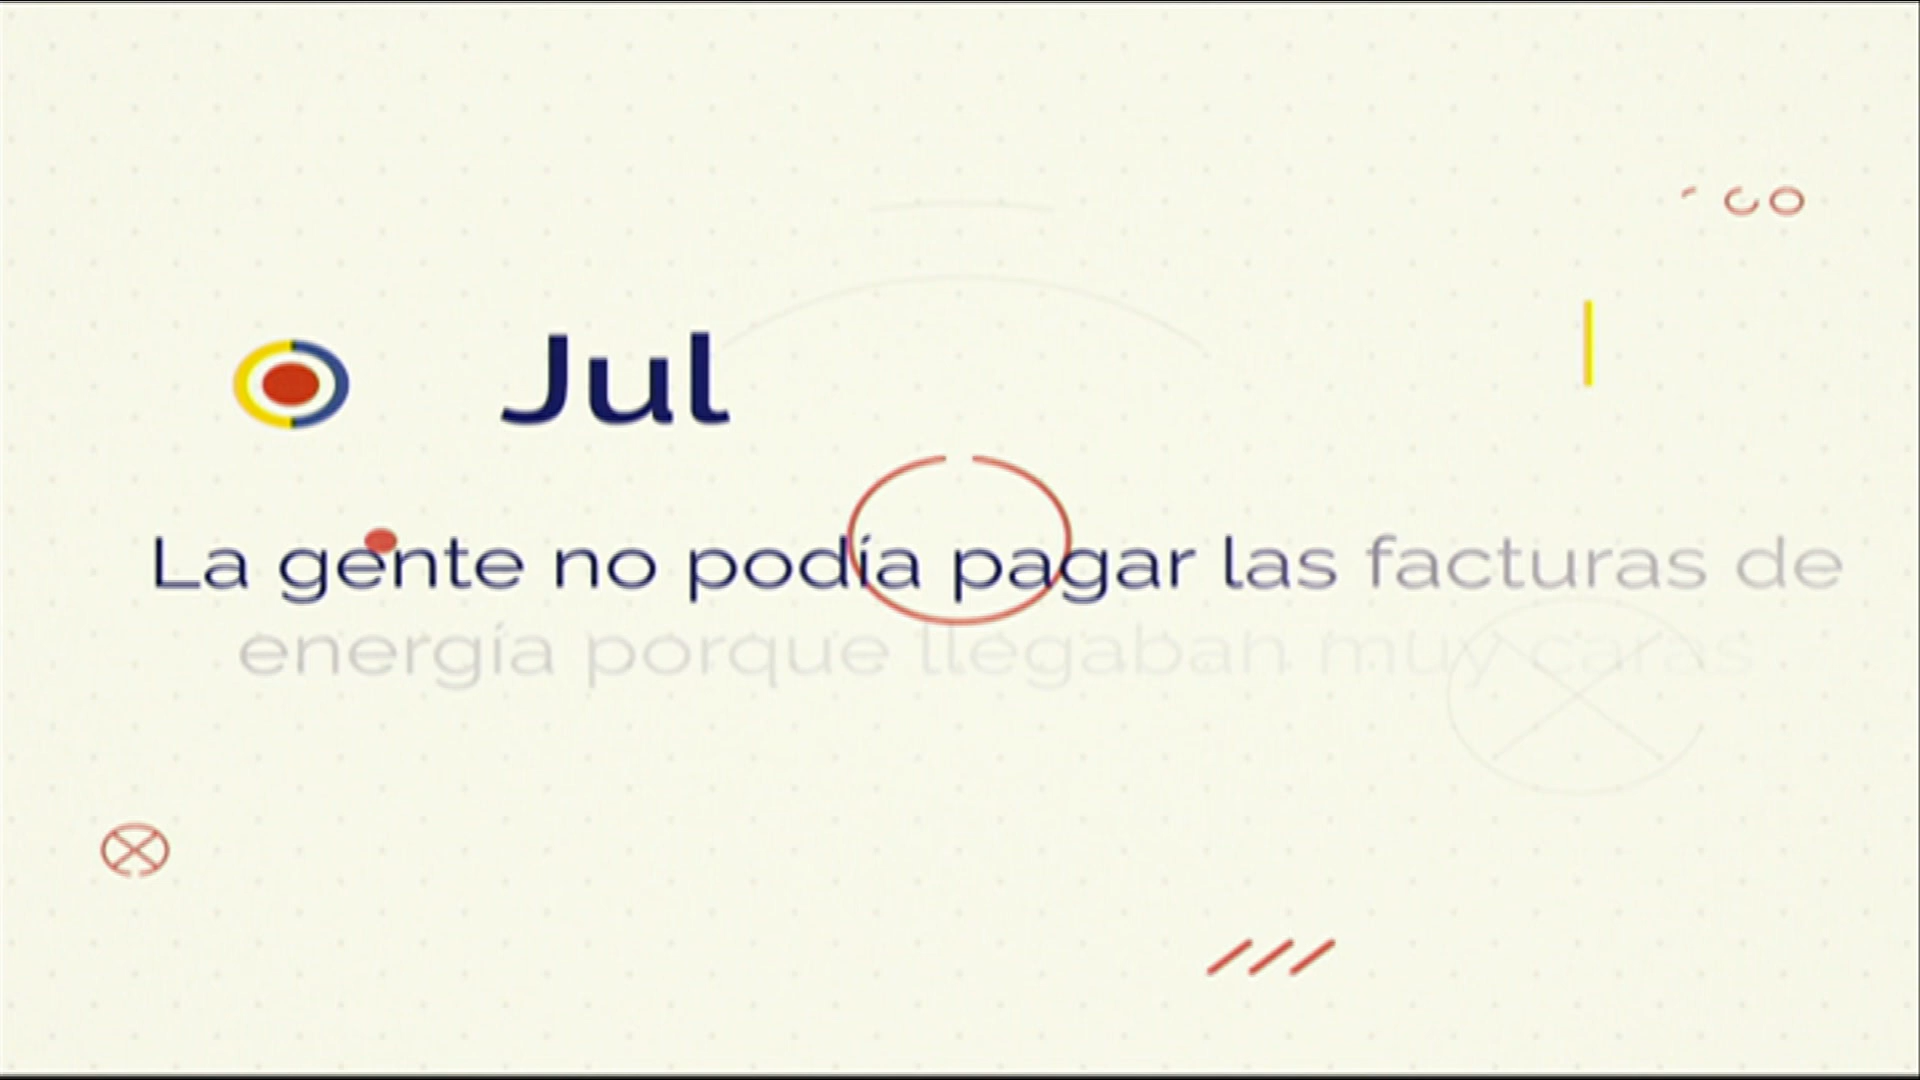 Jul
La gente no podía pagar las facturas de
energía porque llegaban muy caras